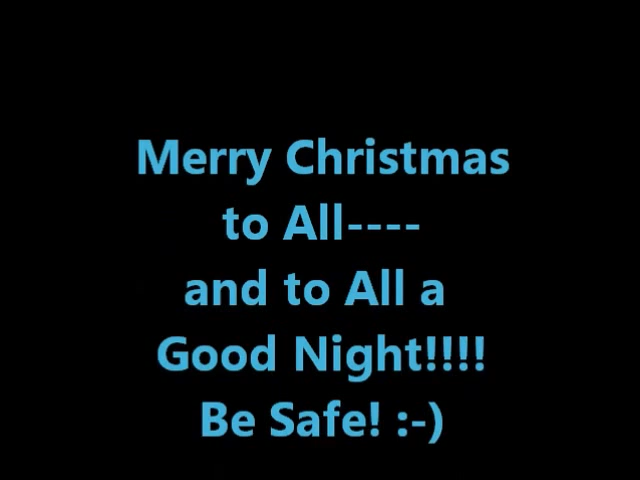 Merry Christmas
to All----
and to All a
Good Night!!!!
Be Safe! :-)